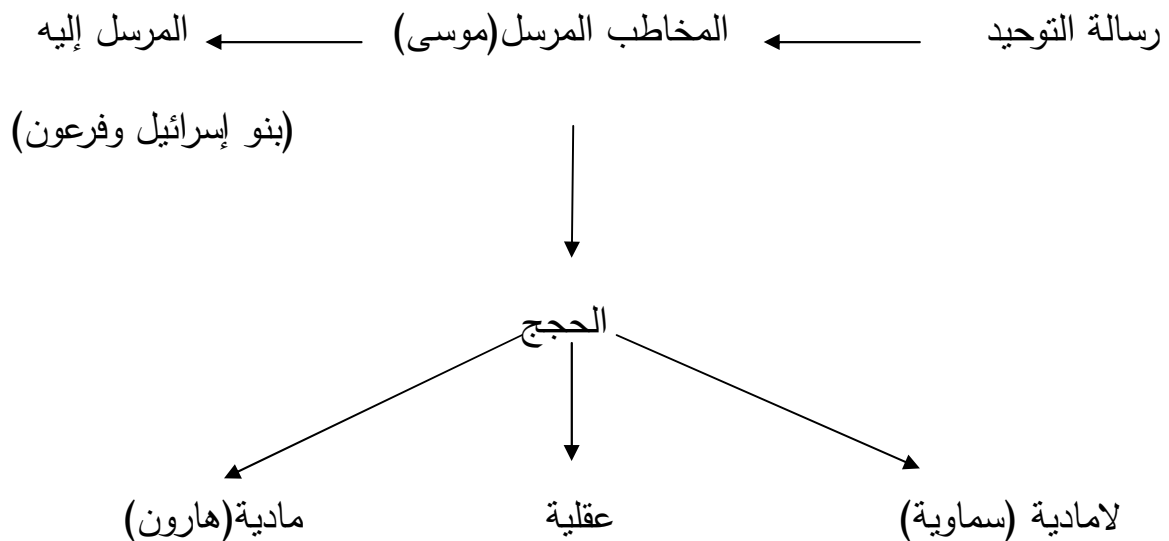 رسالة التوحيد المخاطب المرسل(موسى) المرسل إليه
(بنو إسرائيل وفرعون)
الحجج
لامادية (سماوية) عقلية مادية(هارون)